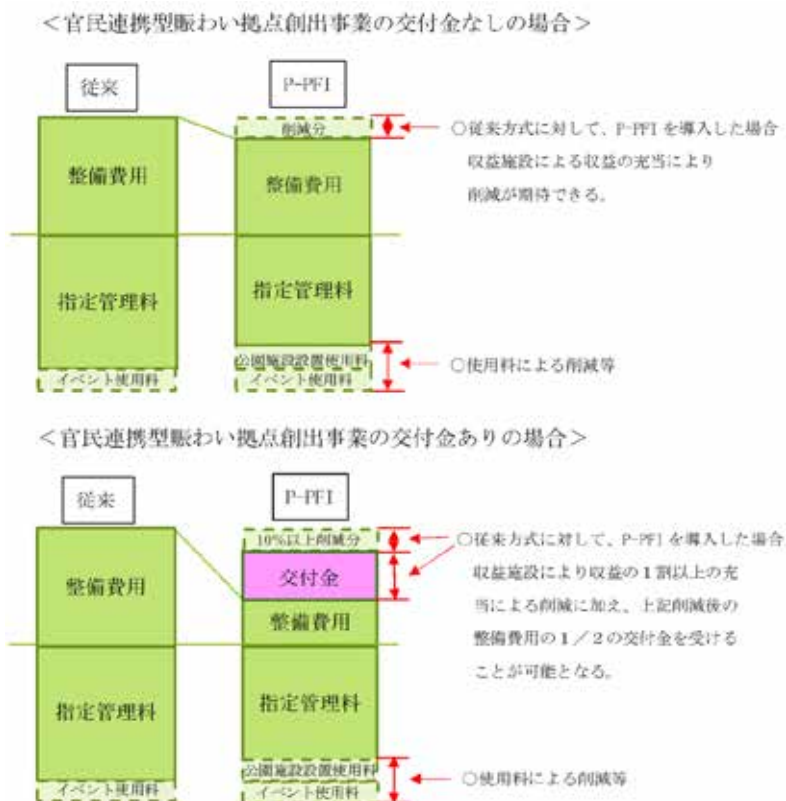 ＜官民連携型賑わい拠点創出事業の交付金なしの場合＞
従来
P-PFI
削減分
整備費用
整備費用
指定管理料
指定管理料
公園施設設置使用料
イベント使用料
イベント使用料
○従来方式に対して、P-PFIを導入した場合
収益施設による収益の充当により
削減が期待できる。
○使用料による削減等
＜官民連携型賑わい拠点創出事業の交付金ありの場合＞
従来
P-PFI
10%以上削減分
交付金
整備費用
整備費用
指定管理料
指定管理料
公園施設設置使用料
イベント使用料
イベント使用料
○従来方式に対して、P-PFIを導入した場合
収益施設により収益の１割以上の充
当による削減に加え、上記削減後の
整備費用の１／２の交付金を受ける
ことが可能となる。
○使用料による削減等